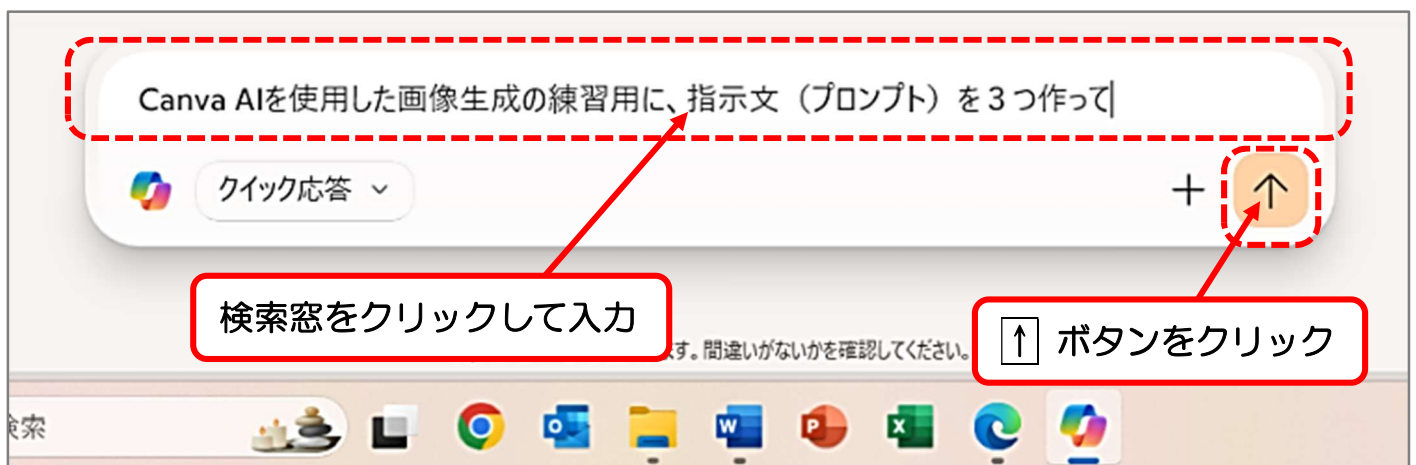 Canva AIを使用した画像生成の練習用に、指示文（プロンプト）を３つ作って
クイック応答
検索窓をクリックして入力
↑ ボタンをクリック
す。間違いがないかを確認してください。
検索